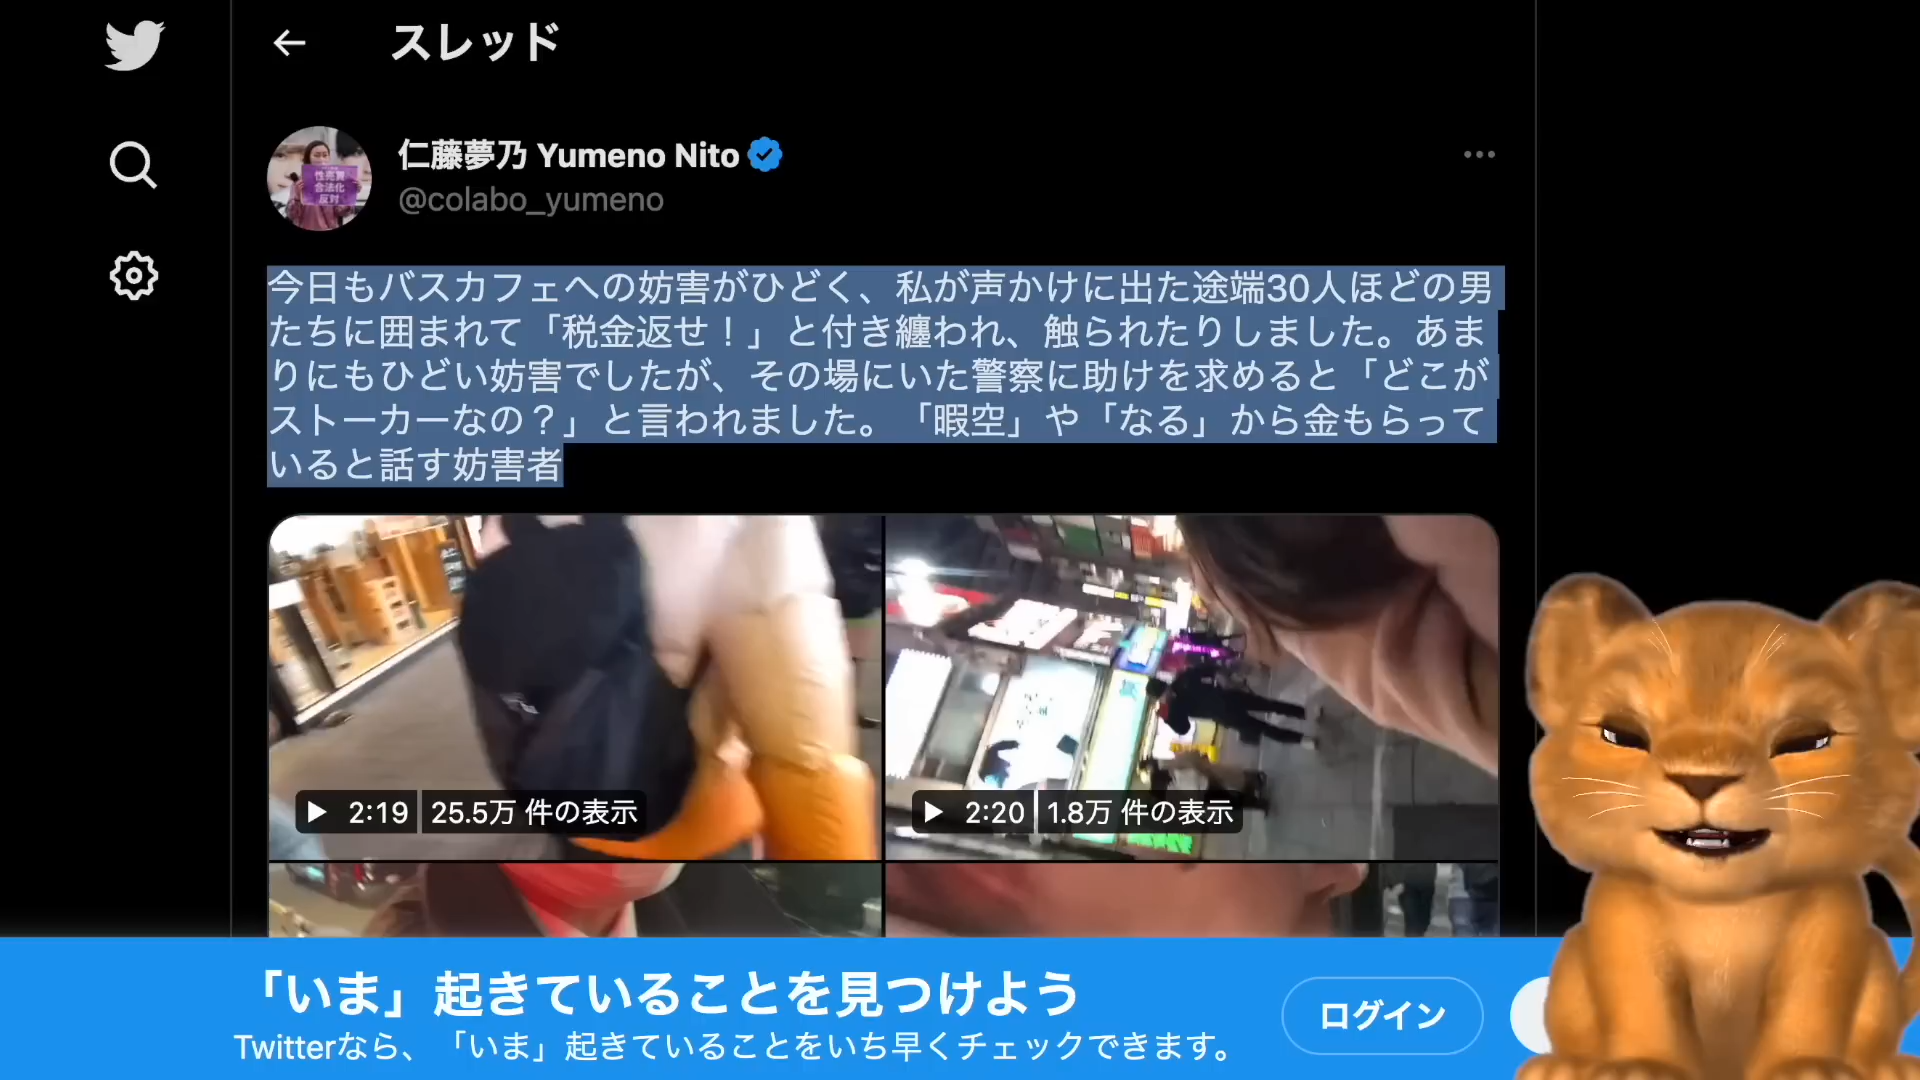 スレッド
仁藤夢乃 Yumeno Nito
@colabo_yumeno
性売買
合法化
反対
今日もバスカフェへの妨害がひどく、私が声かけに出た途端30人ほどの男
たちに囲まれて「税金返せ！」と付き纏われ、触られたりしました。あま
りにもひどい妨害でしたが、その場にいた警察に助けを求めると「どこが
ストーカーなの？」と言われました。「暇空」や「なる」から金もらって
いると話す妨害者
2:19 25.5万 件の表示
2:20 1.8万 件の表示
「いま」起きていることを見つけよう
Twitterなら、「いま」起きていることをいち早くチェックできます。
ログイン